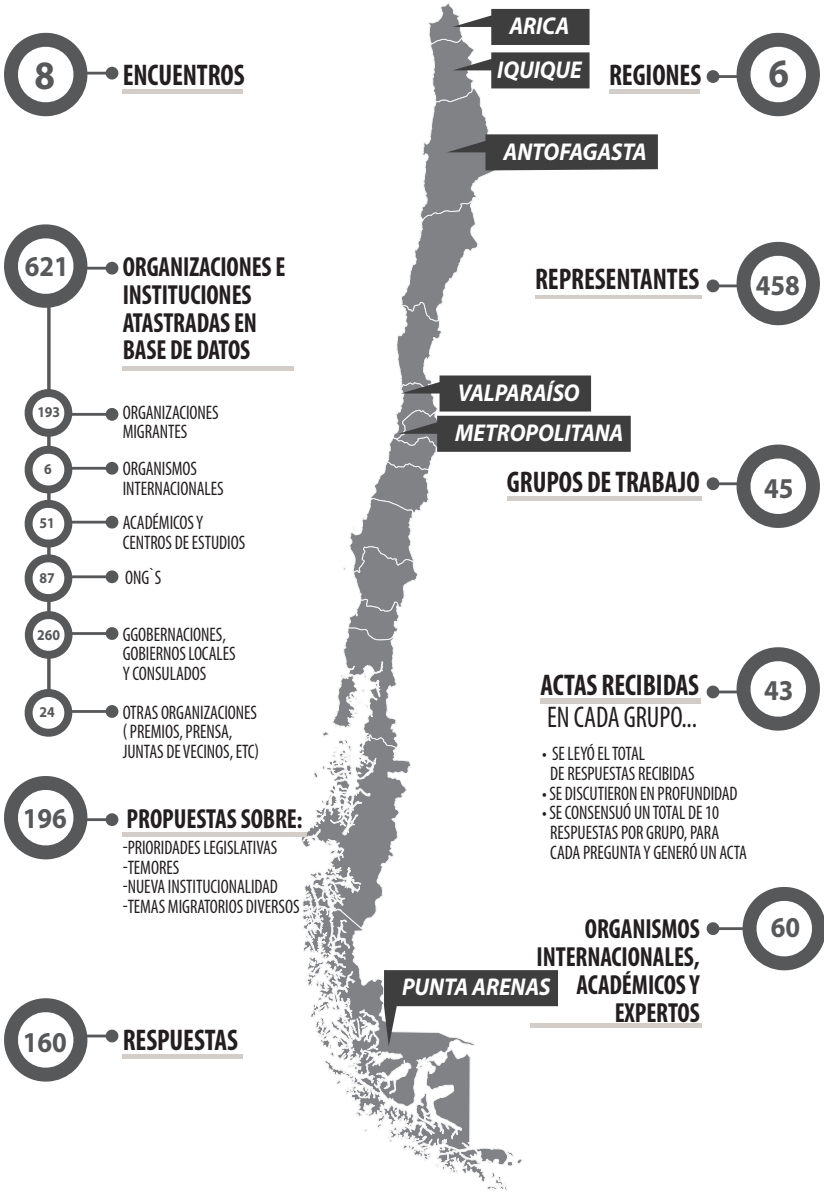 8
ENCUENTROS
621
ORGANIZACIONES E
INSTITUCIONES
ATASTRADAS EN
BASE DE DATOS
193
ORGANIZACIONES
MIGRANTES
6
ORGANISMOS
INTERNACIONALES
51
ACADÉMICOS Y
CENTROS DE ESTUDIOS
87
ONG`S
260
GGOBERNACIONES,
GOBIERNOS LOCALES
Y CONSULADOS
24
OTRAS ORGANIZACIONES
( PREMIOS, PRENSA,
JUNTAS DE VECINOS, ETC)
196
PROPUESTAS SOBRE:
-PRIORIDADES LEGISLATIVAS
-TEMORES
-NUEVA INSTITUCIONALIDAD
-TEMAS MIGRATORIOS DIVERSOS
160
RESPUESTAS
ARICA
IQUIQUE
ANTOFAGASTA
VALPARAÍSO
METROPOLITANA
PUNTA ARENAS
REGIONES
6
REPRESENTANTES
458
GRUPOS DE TRABAJO
45
ACTAS RECIBIDAS
43
EN CADA GRUPO...
• SE LEYÓ EL TOTAL
DE RESPUESTAS RECIBIDAS
• SE DISCUTIERON EN PROFUNDIDAD
• SE CONSENSUÓ UN TOTAL DE 10
RESPUESTAS POR GRUPO, PARA
CADA PREGUNTA Y GENERÓ UN ACTA
ORGANISMOS
INTERNACIONALES,
ACADÉMICOS Y
EXPERTOS
60